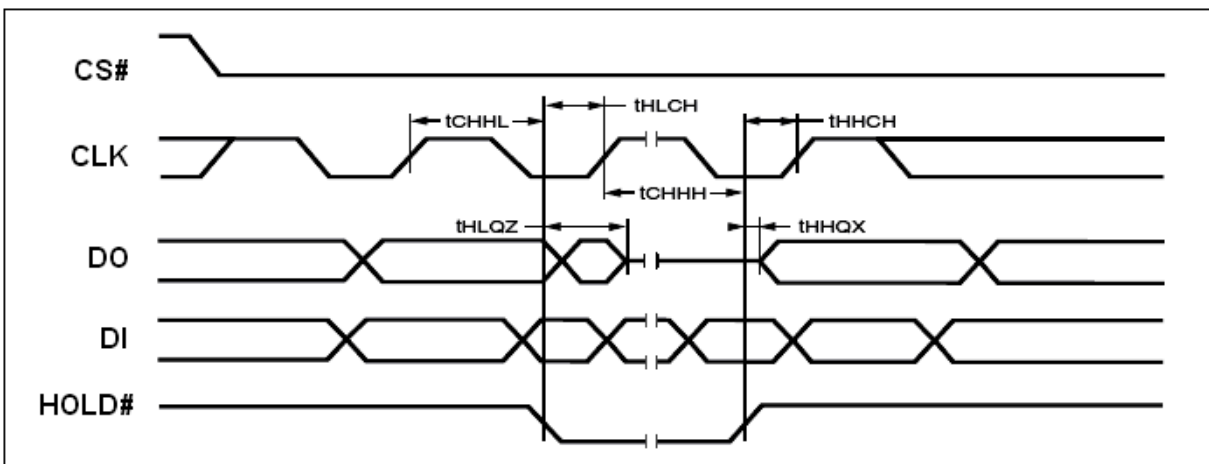 CS#
tHLCH
tCHHL
tHHCH
CLK
tCHHH
tHLQZ
tHHQX
DO
DI
HOLD#